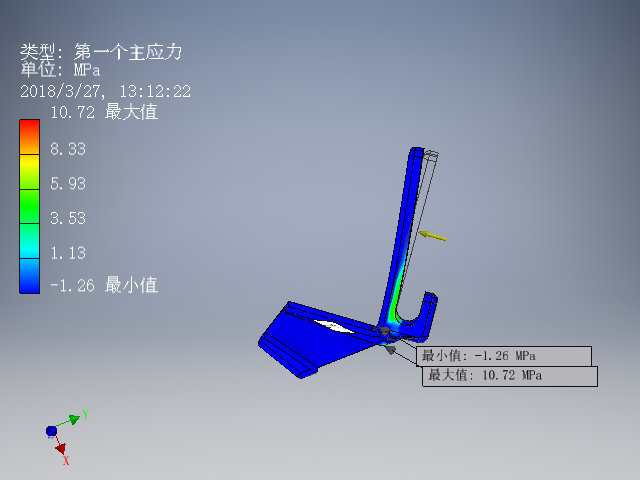 类型: 第一个主应力
单位: MPa
2018/3/27, 13:12:22
10.72 最大值
8.33
5.93
3.53
1.13
-1.26 最小值
最小值: -1.26 MPa
最大值: 10.72 MPa
Y
X